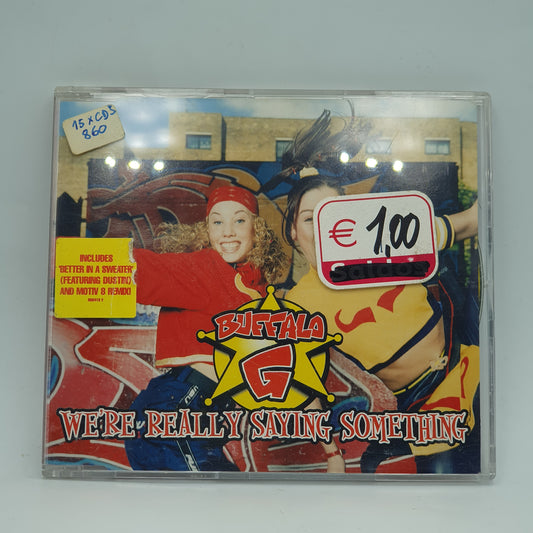 15 x CD's
860
€ 1,00
Saldos
INCLUDES
'BETTER IN A SWEATER'
(FEATURING DUSTIN)
AND MOTIV 8 REMIX!
BUFFALO
G
WE'RE REALLY SAYING SOMETHING